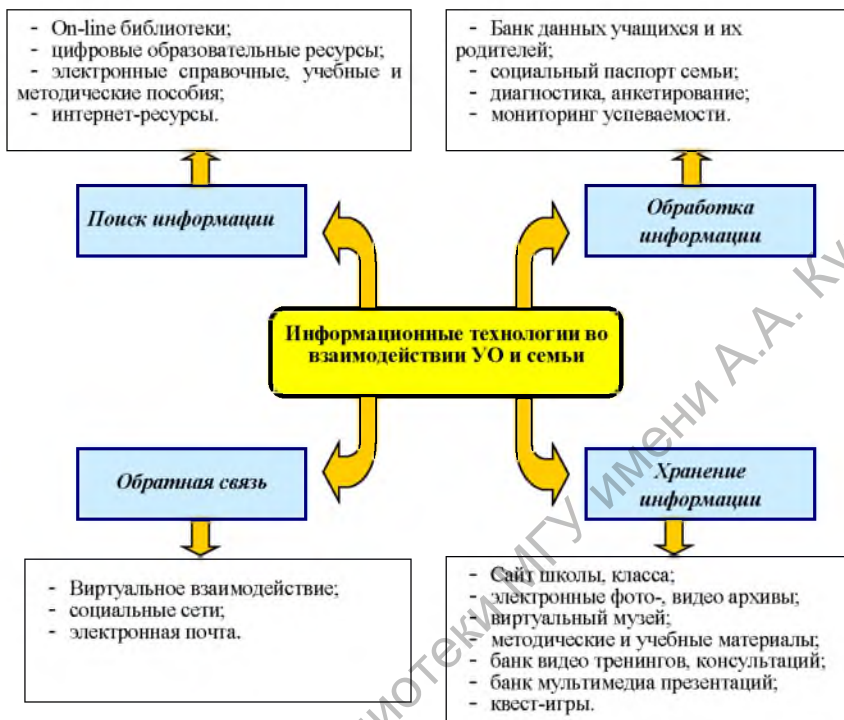 - On-line библиотеки;
- цифровые образовательные ресурсы;
- электронные справочные, учебные и
методические пособия;
- интернет-ресурсы.
- Банк данных учащихся и их
родителей;
- социальный паспорт семьи;
- диагностика, анкетирование;
- мониторинг успеваемости.
Поиск информации
Обработка
информации
Информационные технологии во
взаимодействии УО и семьи
Обратная связь
Хранение
информации
- Виртуальное взаимодействие;
- социальные сети;
- электронная почта.
- Сайт школы, класса;
- электронные фото-, видео архивы;
- виртуальный музей;
- методические и учебные материалы;
- банк видео тренингов, консультаций;
- банк мультимедиа презентаций;
- квест-игры.
МГУ имени А.А.